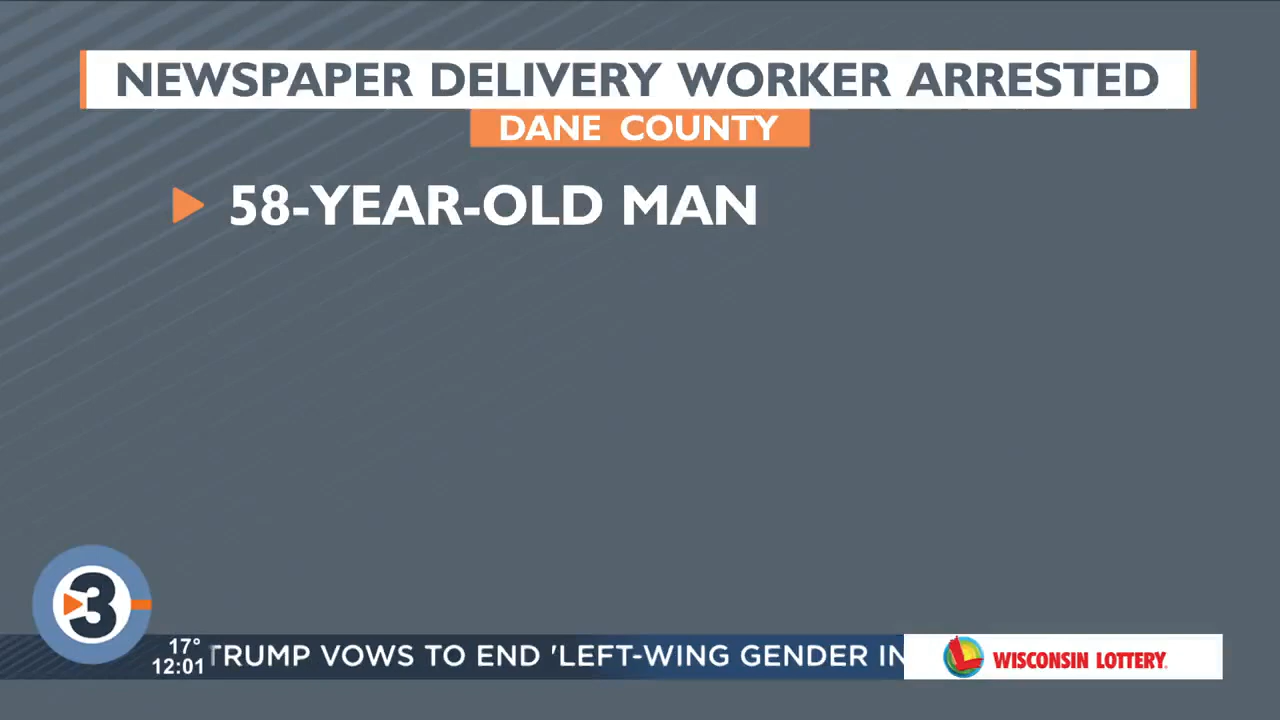 NEWSPAPER DELIVERY WORKER ARRESTED
DANE COUNTY
58-YEAR-OLD MAN
3
17°
12:01
TRUMP VOWS TO END 'LEFT-WING GENDER IN
WISCONSIN LOTTERY